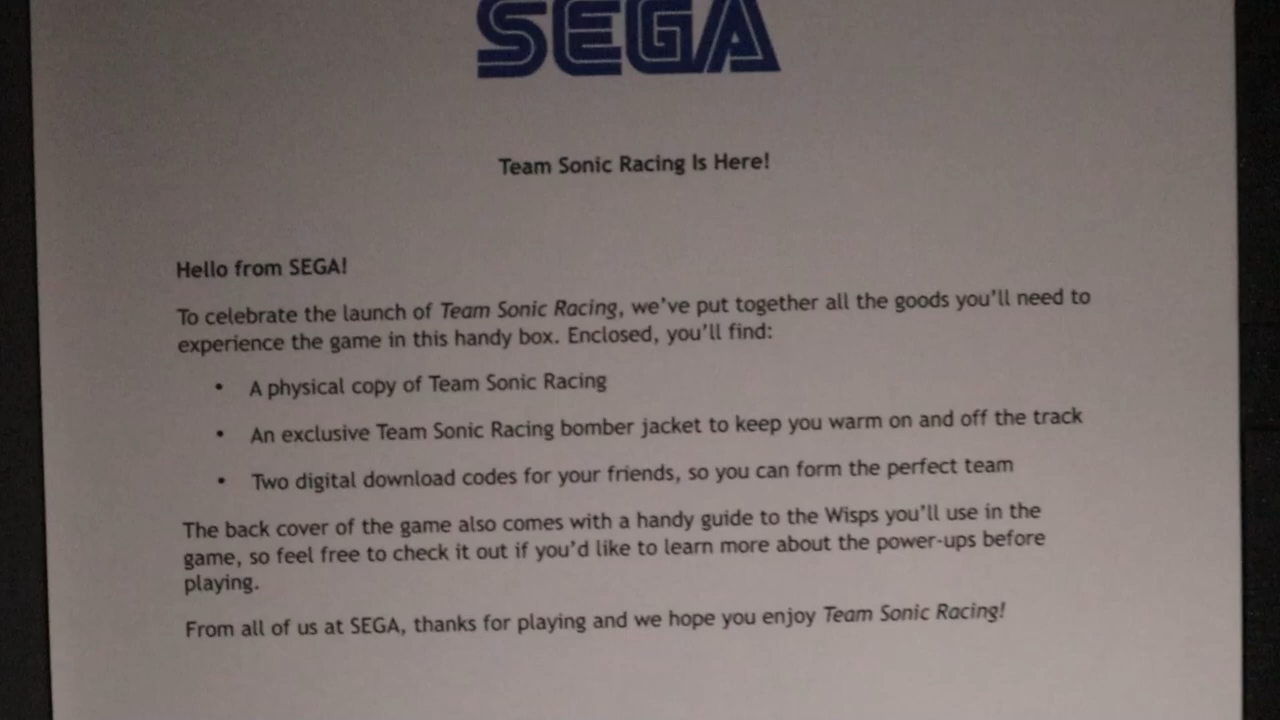 SEGA
Team Sonic Racing Is Here!
Hello from SEGA!
To celebrate the launch of Team Sonic Racing, we've put together all the goods you'll need to
experience the game in this handy box. Enclosed, you'll find:
• A physical copy of Team Sonic Racing
• An exclusive Team Sonic Racing bomber jacket to keep you warm on and off the track
• Two digital download codes for your friends, so you can form the perfect team
The back cover of the game also comes with a handy guide to the Wisps you'll use in the
game, so feel free to check it out if you'd like to learn more about the power-ups before
playing.
From all of us at SEGA, thanks for playing and we hope you enjoy Team Sonic Racing!